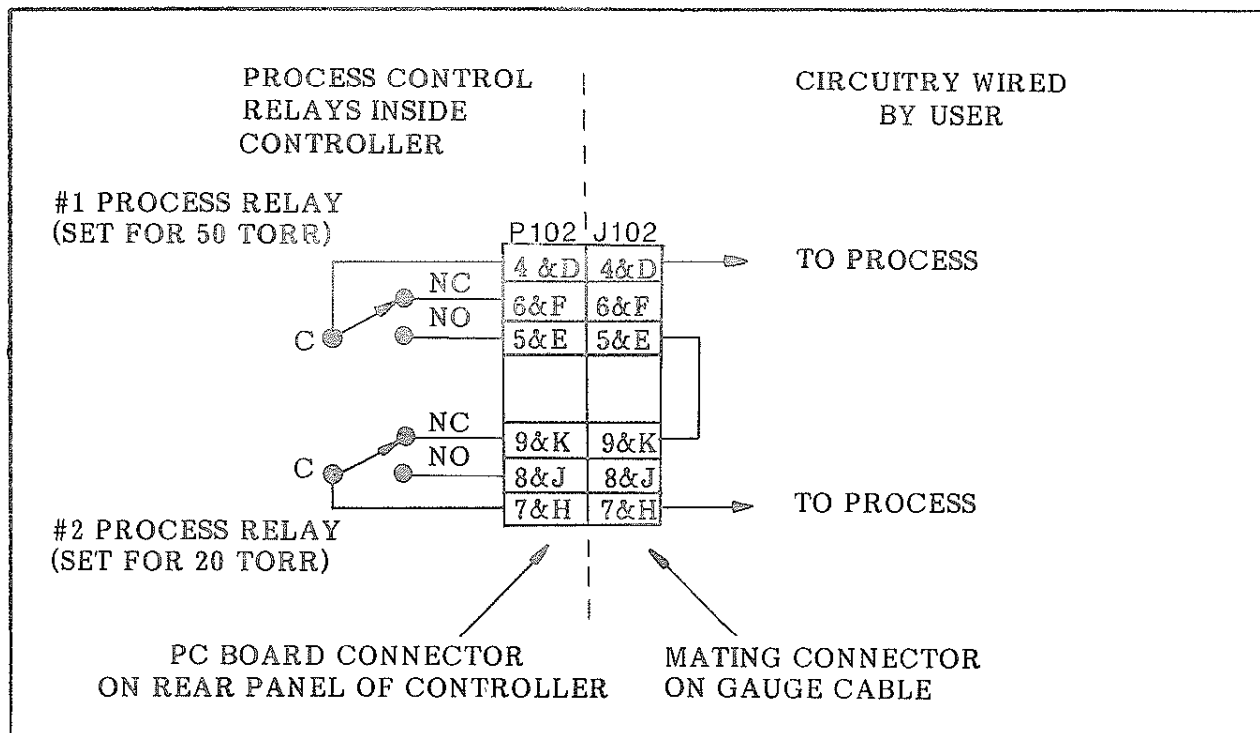 PROCESS CONTROL
RELAYS INSIDE
CONTROLLER
CIRCUITRY WIRED
BY USER
#1 PROCESS RELAY
(SET FOR 50 TORR)
P102 J102
4 &D 4&D TO PROCESS
NC 6&F 6&F
C NO 5&E 5&E
NC 9&K 9&K
C NO 8&J 8&J
7&H 7&H TO PROCESS
#2 PROCESS RELAY
(SET FOR 20 TORR)
PC BOARD CONNECTOR
ON REAR PANEL OF CONTROLLER
MATING CONNECTOR
ON GAUGE CABLE